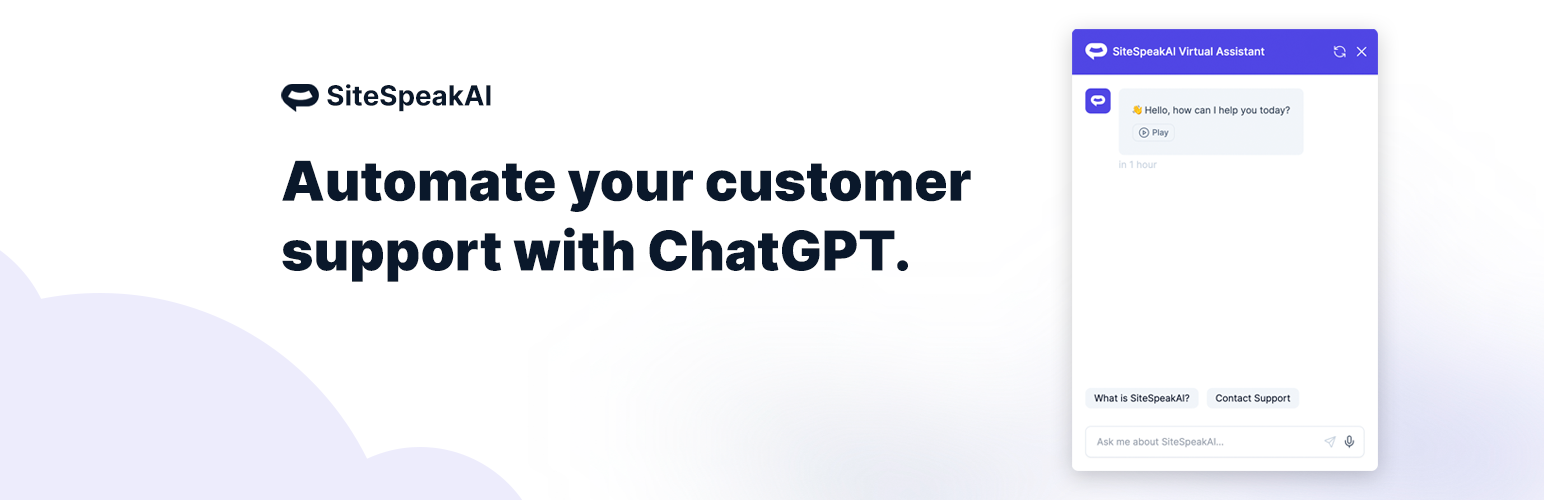 SiteSpeakAI
Automate your customer
support with ChatGPT.
SiteSpeakAI Virtual Assistant
👋 Hello, how can I help you today?
Play
in 1 hour
What is SiteSpeakAI?
Contact Support
Ask me about SiteSpeakAI...